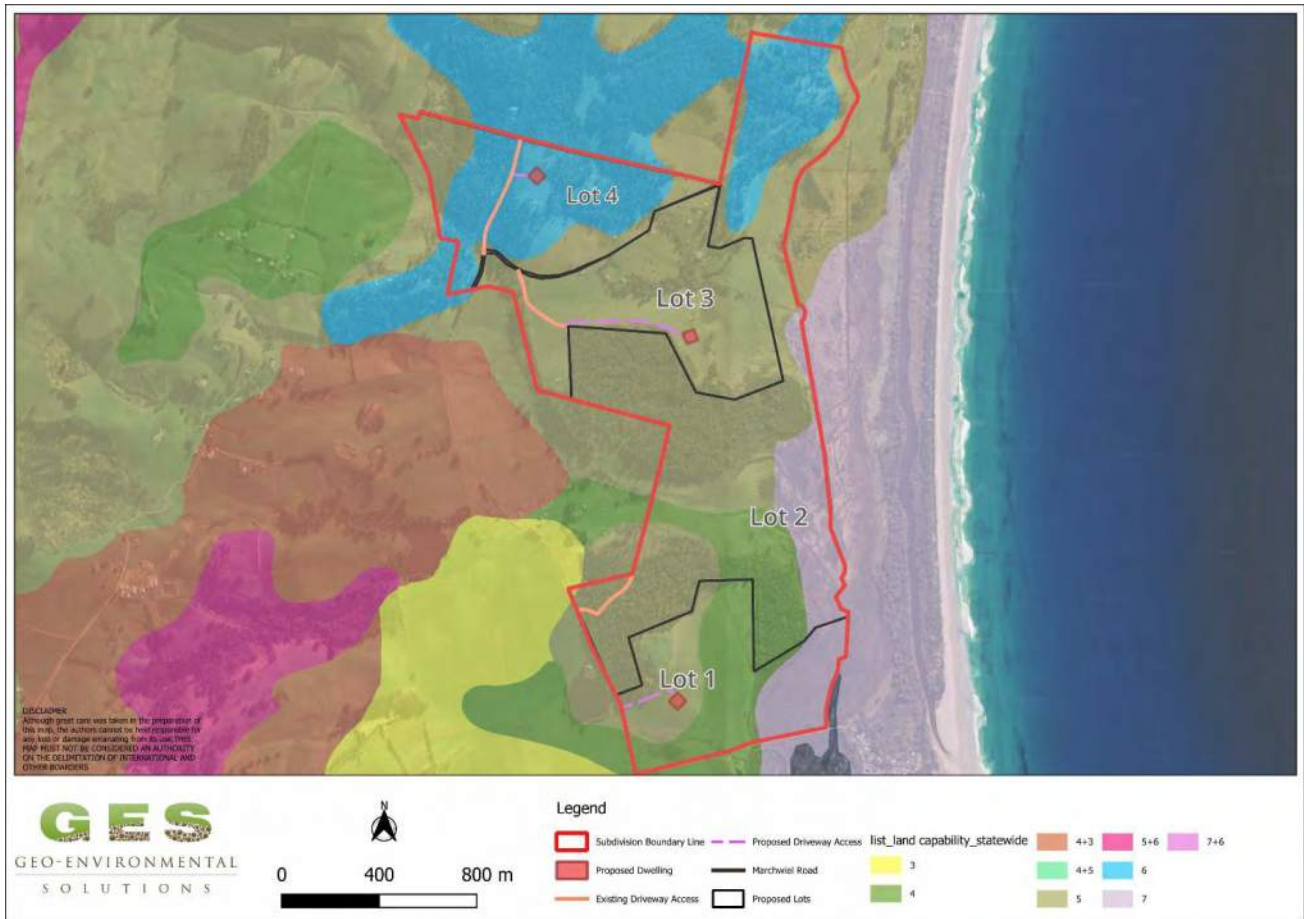 Lot 4
Lot 3
Lot 2
Lot 1
DISCLAIMER
Although great care was taken in the preparation of
this map, the authors cannot be held responsible for
any loss or damage emanating from its use. THIS
MAP MUST NOT BE CONSIDERED AN AUTHORITY
ON THE DELIMITATION OF INTERNATIONAL AND
OTHER BOARDERS
GES
GEO-ENVIRONMENTAL
SOLUTIONS
N
0 400 800 m
Legend
Subdivision Boundary Line
Proposed Dwelling
Existing Driveway Access
Proposed Driveway Access
Marchwiel Road
Proposed Lots
list_land capability_statewide
3
4
4+3
4+5
5
5+6
6
7
7+6